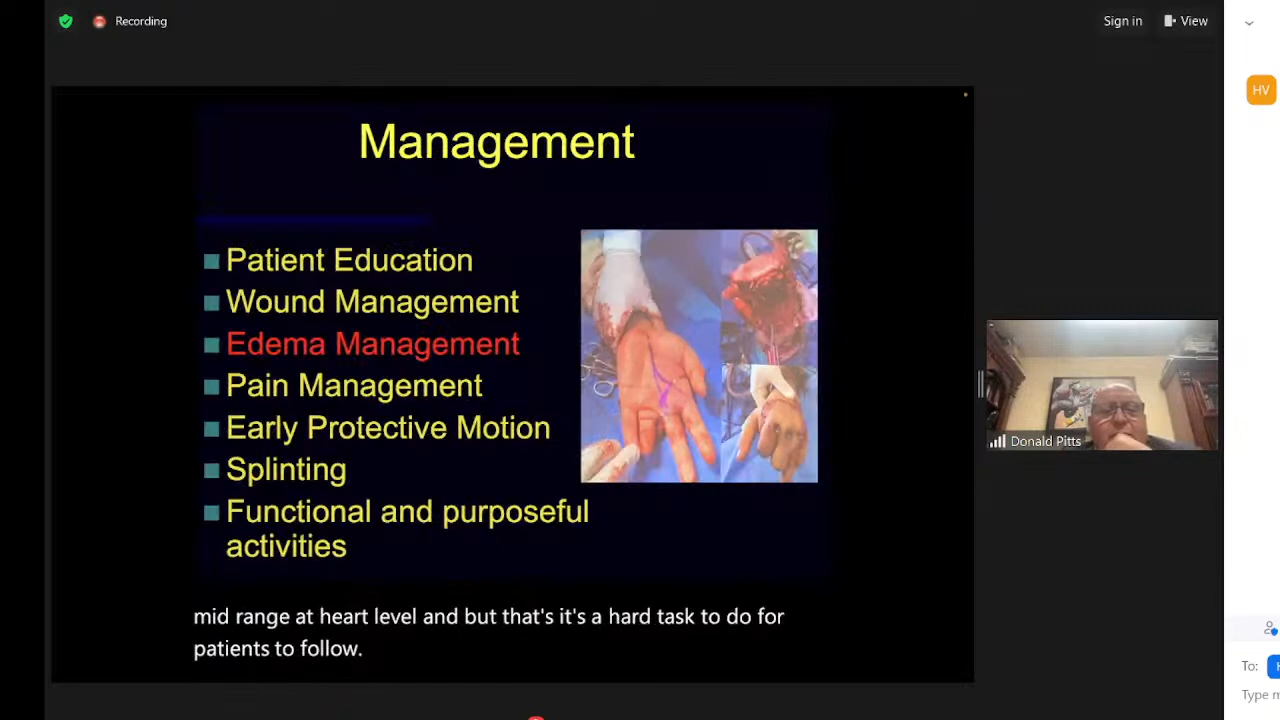 Recording
Sign in
View
HV
Management
Patient Education
Wound Management
Edema Management
Pain Management
Early Protective Motion
Splinting
Functional and purposeful
activities
Donald Pitts
mid range at heart level and but that's it's a hard task to do for
patients to follow.
To:
Type